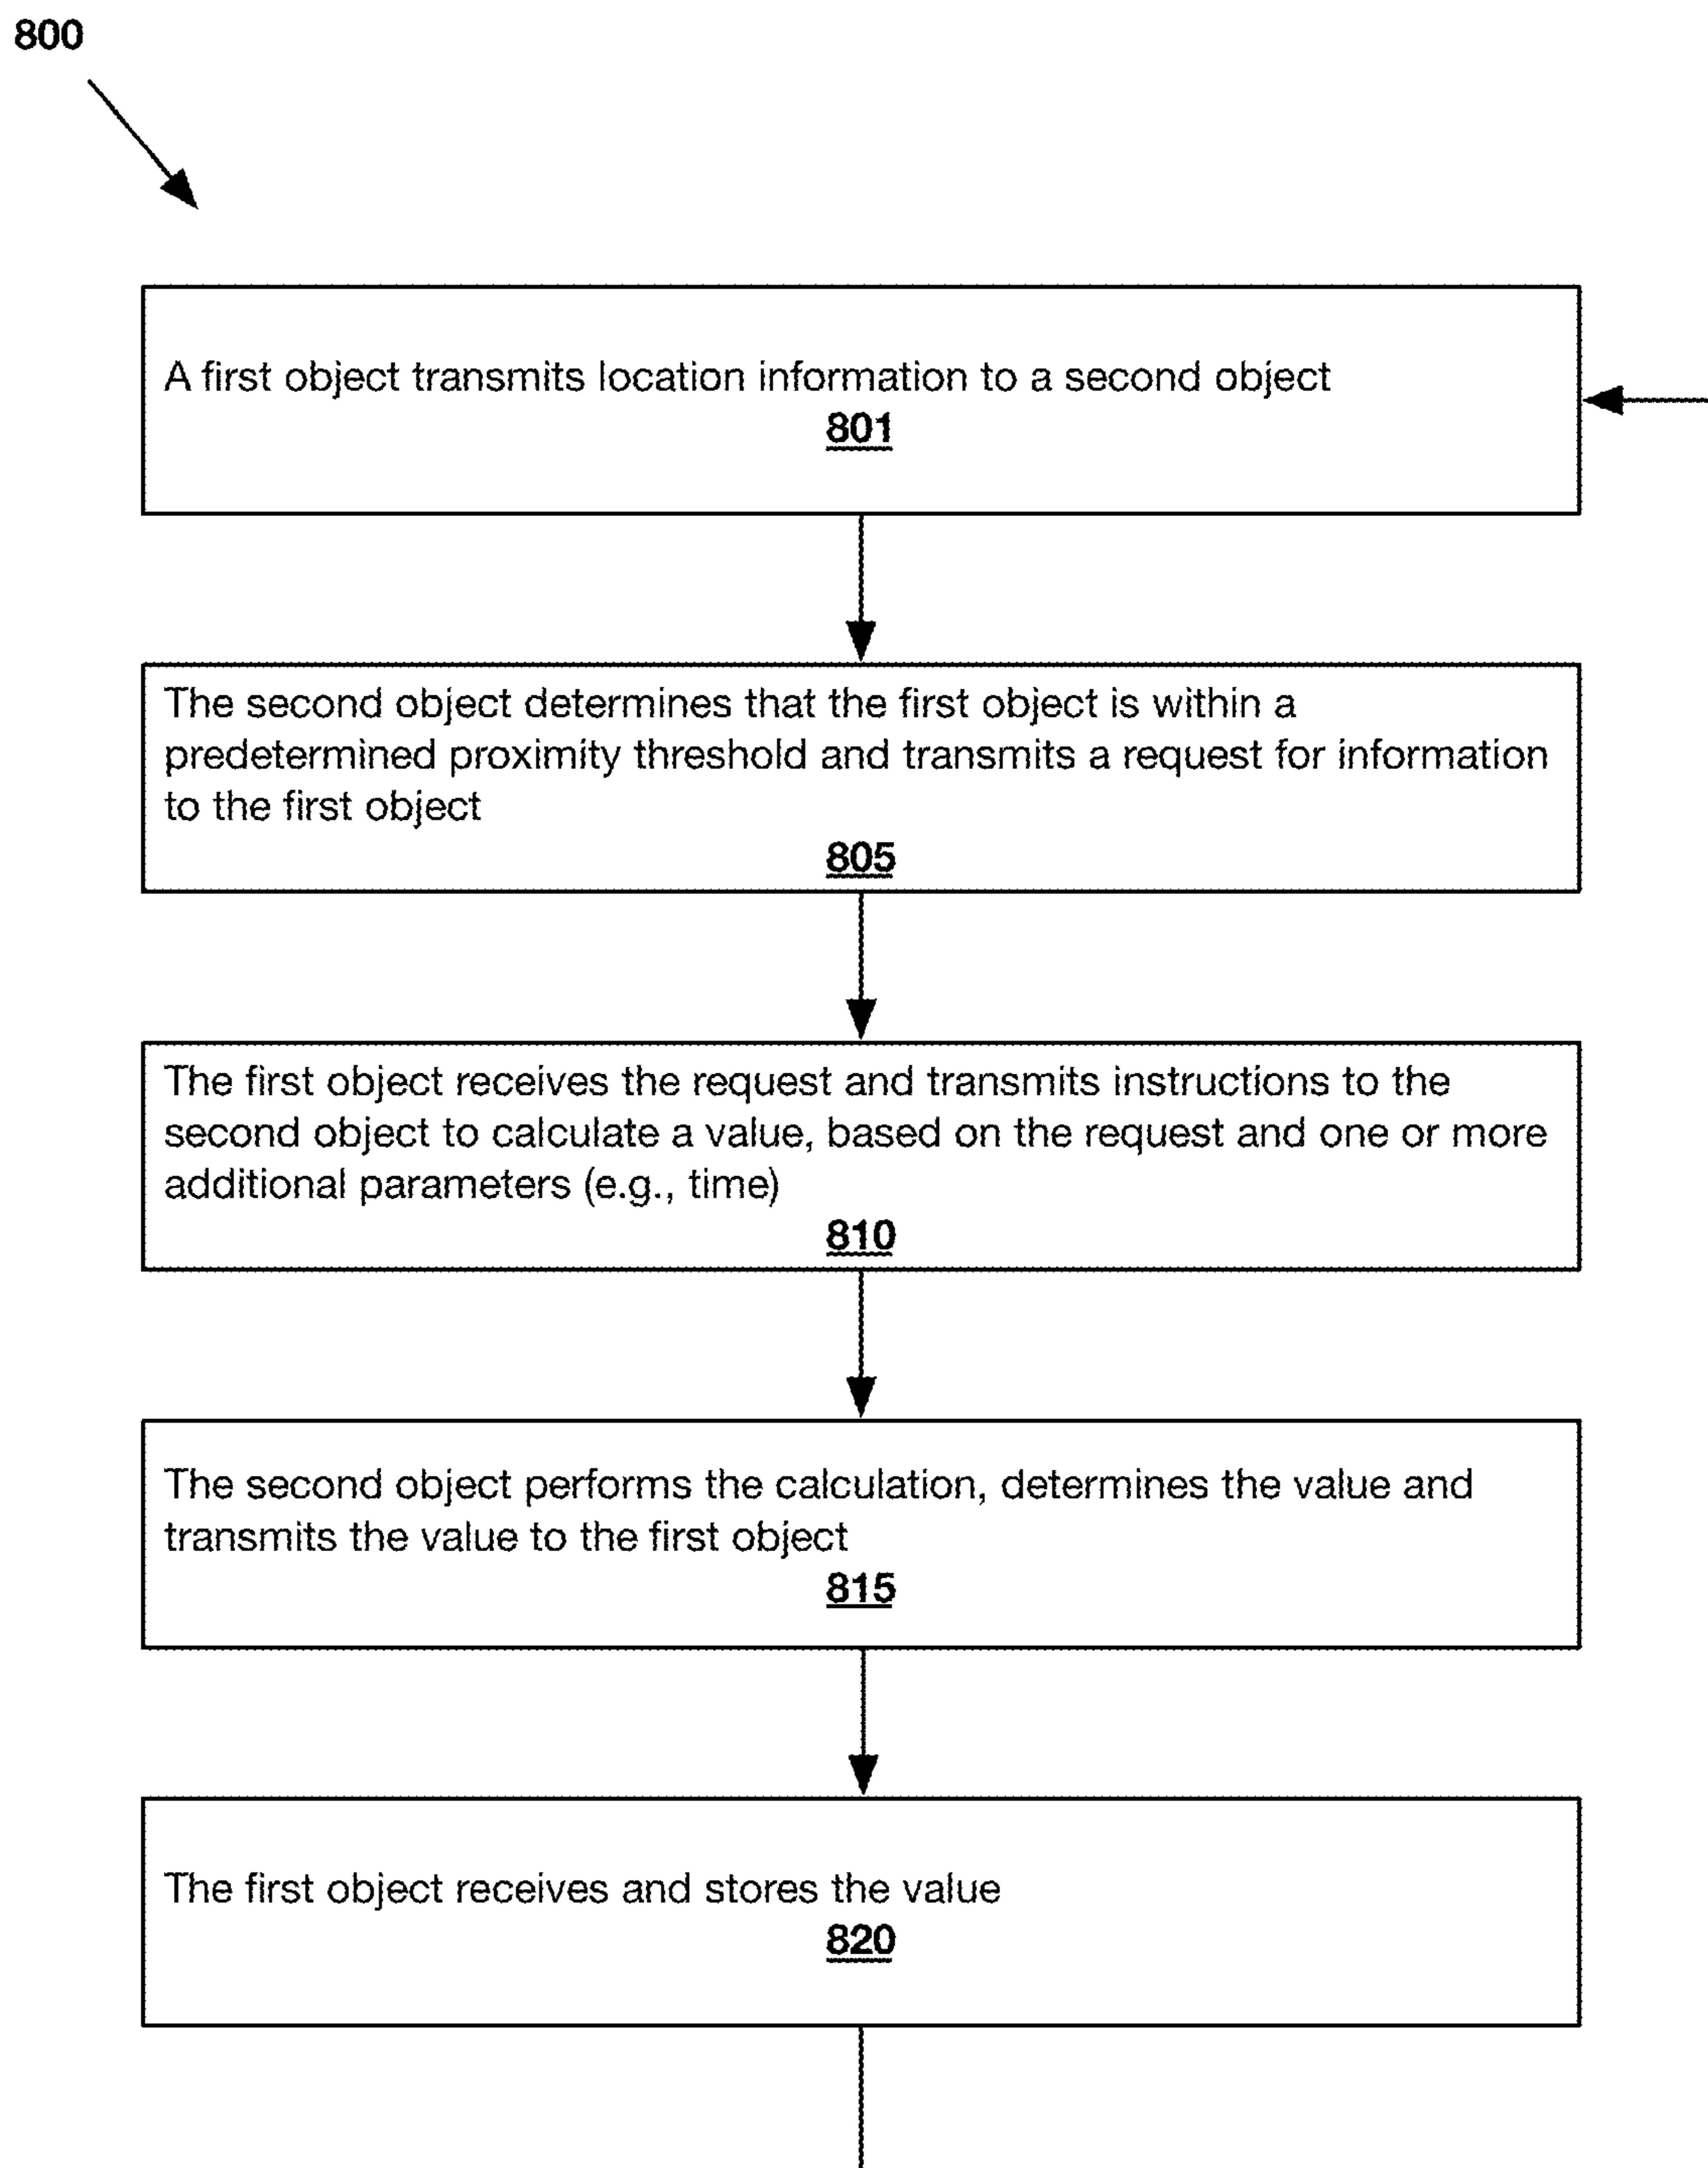 800
A first object transmits location information to a second object
801
The second object determines that the first object is within a
predetermined proximity threshold and transmits a request for information
to the first object
805
The first object receives the request and transmits instructions to the
second object to calculate a value, based on the request and one or more
additional parameters (e.g., time)
810
The second object performs the calculation, determines the value and
transmits the value to the first object
815
The first object receives and stores the value
820